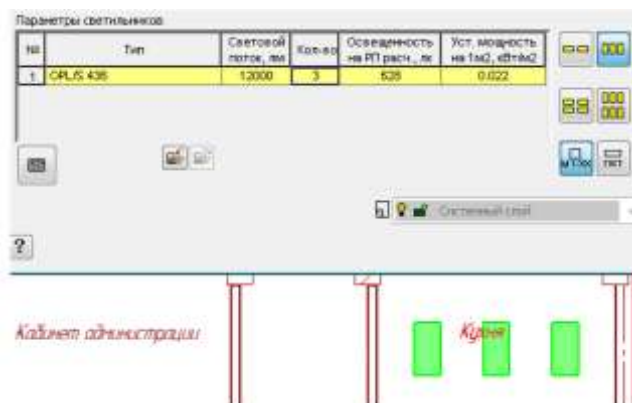 Параметры светильников
№ Тип Световой поток, лм Кол-во Освещенность на РП расч., лк Уст. мощность на 1м2, кВт/м2
1 OPL/S 436 12000 3 528 0.022
Системный слой
?
Кабинет администрации Кухня